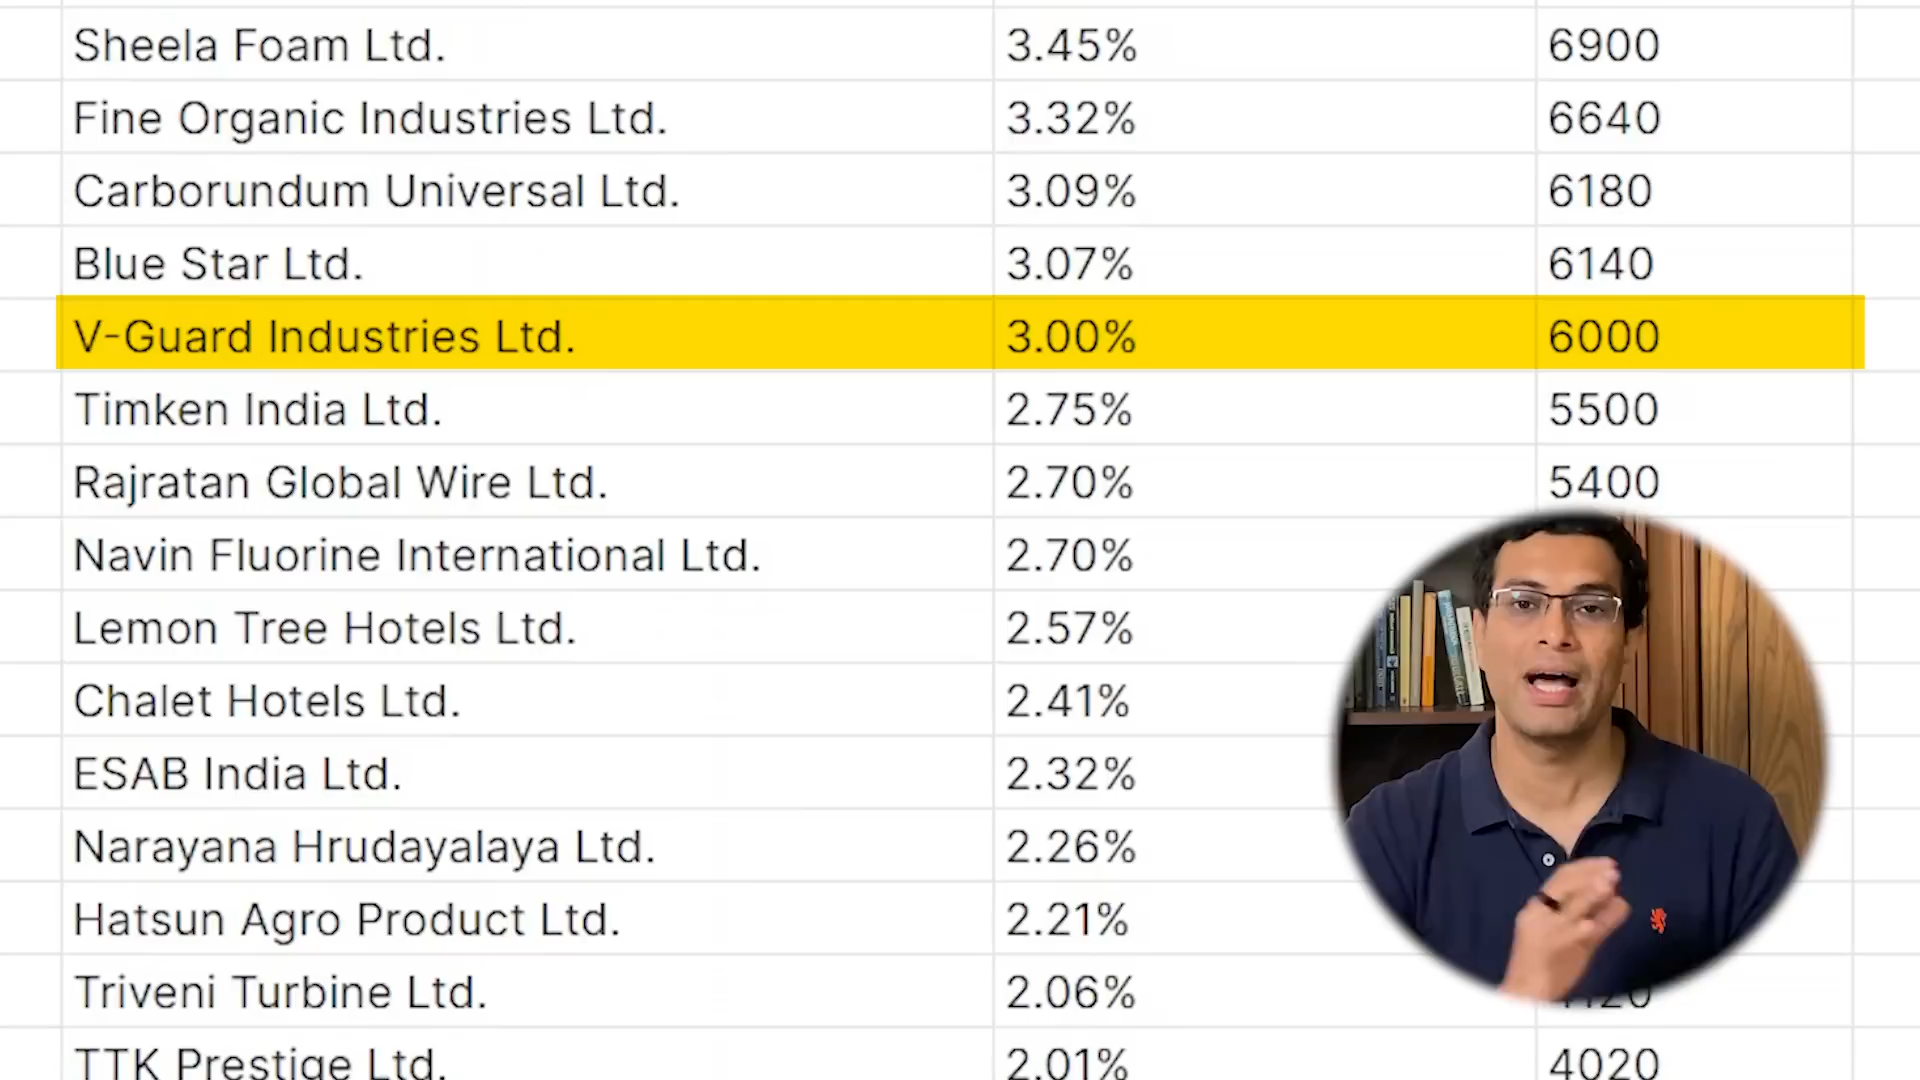 Sheela Foam Ltd. 3.45% 6900
Fine Organic Industries Ltd. 3.32% 6640
Carborundum Universal Ltd. 3.09% 6180
Blue Star Ltd. 3.07% 6140
V-Guard Industries Ltd. 3.00% 6000
Timken India Ltd. 2.75% 5500
Rajratan Global Wire Ltd. 2.70% 5400
Navin Fluorine International Ltd. 2.70%
Lemon Tree Hotels Ltd. 2.57%
Chalet Hotels Ltd. 2.41%
ESAB India Ltd. 2.32%
Narayana Hrudayalaya Ltd. 2.26%
Hatsun Agro Product Ltd. 2.21%
Triveni Turbine Ltd. 2.06%
TTK Prestige Ltd. 2.01% 4020